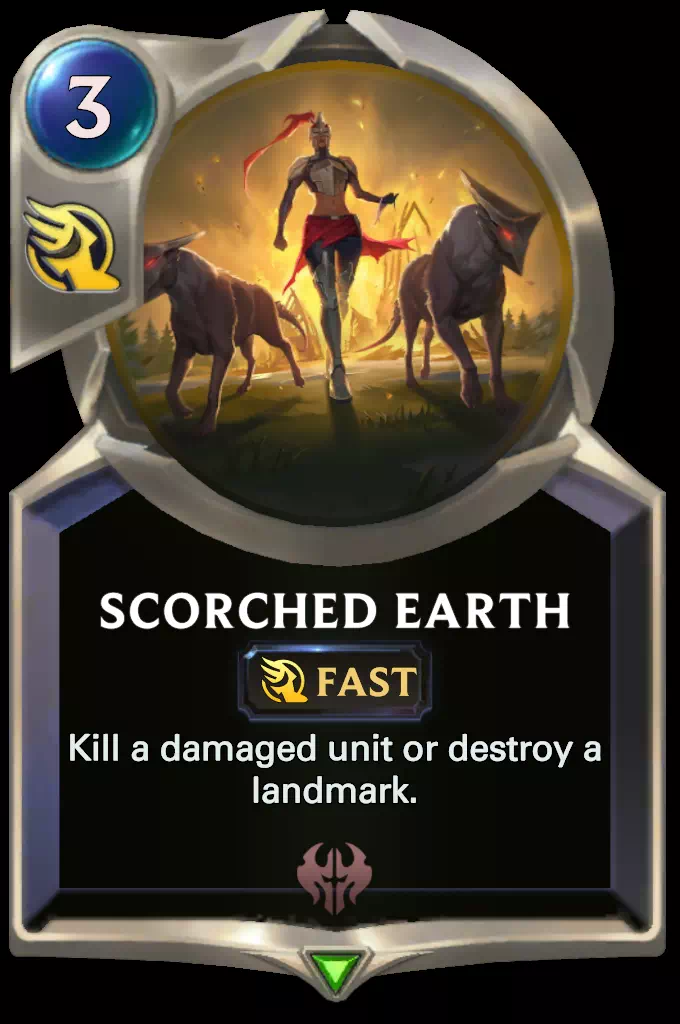 3
SCORCHED EARTH
FAST
Kill a damaged unit or destroy a
landmark.